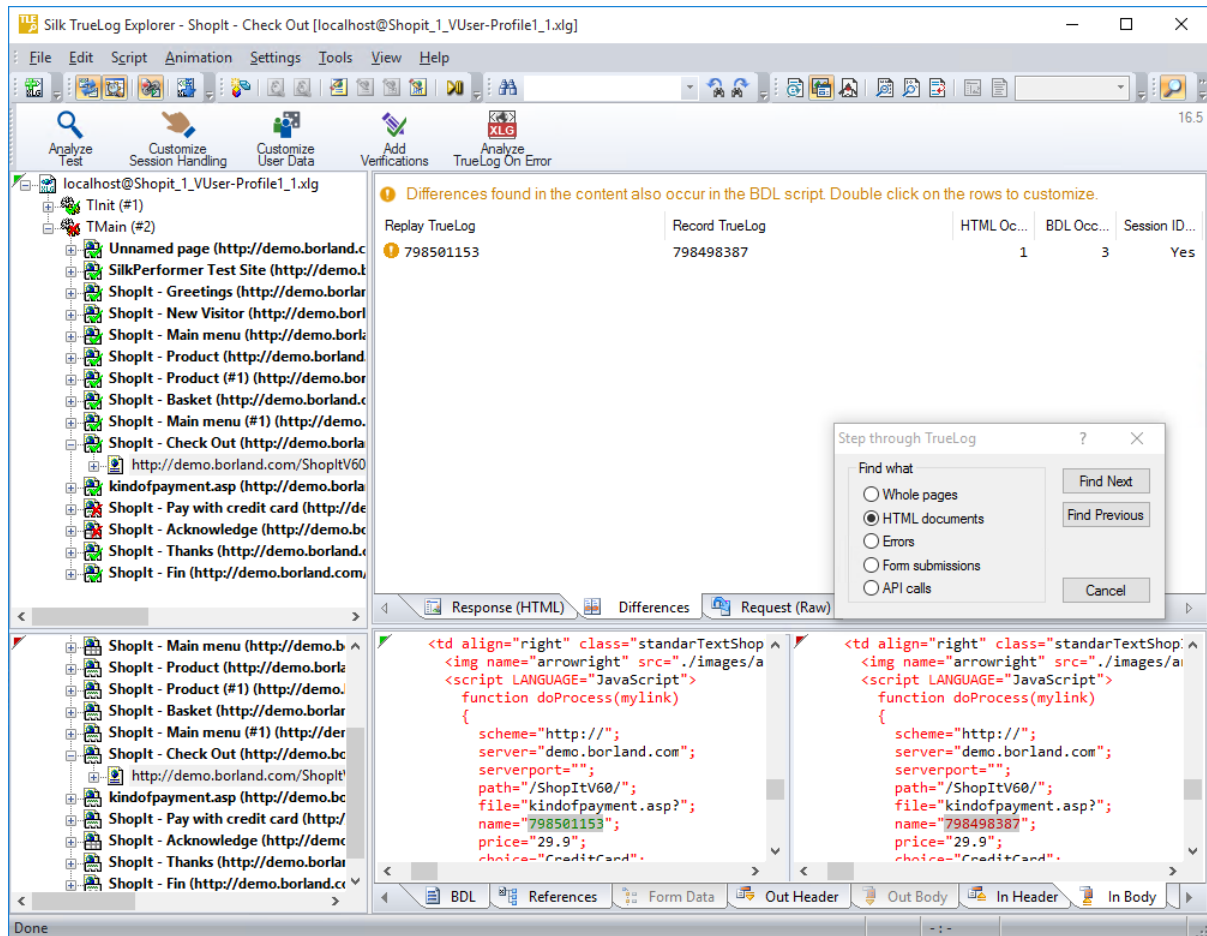 Silk TrueLog Explorer - ShopIt - Check Out [localhost@Shopit_1_VUser-Profile1_1.xlg]
File Edit Script Animation Settings Tools View Help
Analyze Test
Customize Session Handling
Customize User Data
Add Verifications
Analyze TrueLog On Error
16.5
localhost@Shopit_1_VUser-Profile1_1.xlg
TInit (#1)
TMain (#2)
Unnamed page (http://demo.borland.c
SilkPerformer Test Site (http://demo.b
ShopIt - Greetings (http://demo.borlar
ShopIt - New Visitor (http://demo.borl
ShopIt - Main menu (http://demo.borla
ShopIt - Product (http://demo.borland.
ShopIt - Product (#1) (http://demo.bor
ShopIt - Basket (http://demo.borland.c
ShopIt - Main menu (#1) (http://demo.
ShopIt - Check Out (http://demo.borla
http://demo.borland.com/ShopItV60
kindofpayment.asp (http://demo.borla
ShopIt - Pay with credit card (http://de
ShopIt - Acknowledge (http://demo.bo
ShopIt - Thanks (http://demo.borland.c
ShopIt - Fin (http://demo.borland.com,
Differences found in the content also occur in the BDL script. Double click on the rows to customize.
Replay TrueLog Record TrueLog HTML Oc... BDL Occ... Session ID...
798501153 798498387 1 3 Yes
Step through TrueLog ?
Find what
Whole pages
HTML documents
Errors
Form submissions
API calls
Find Next
Find Previous
Cancel
Response (HTML) Differences Request (Raw)
ShopIt - Main menu (http://demo.b
ShopIt - Product (http://demo.borla
ShopIt - Product (#1) (http://demo.
ShopIt - Basket (http://demo.borlar
ShopIt - Main menu (#1) (http://der
ShopIt - Check Out (http://demo.bo
http://demo.borland.com/ShopIt
kindofpayment.asp (http://demo.bo
ShopIt - Pay with credit card (http:/
ShopIt - Acknowledge (http://demc
ShopIt - Thanks (http://demo.borlar
ShopIt - Fin (http://demo.borland.cc
<td align="right" class="standarTextShop
<img name="arrowright" src="./images/a
<script LANGUAGE="JavaScript">
function doProcess(mylink)
{
scheme="http://";
server="demo.borland.com";
serverport="";
path="/ShopItV60/";
file="kindofpayment.asp?";
name="798501153";
price="29.9";
choice="CreditCard";
<td align="right" class="standarTextShop
<img name="arrowright" src="./images/a
<script LANGUAGE="JavaScript">
function doProcess(mylink)
{
scheme="http://";
server="demo.borland.com";
serverport="";
path="/ShopItV60/";
file="kindofpayment.asp?";
name="798498387";
price="29.9";
choice="CreditCard";
BDL References Form Data Out Header Out Body In Header In Body
Done -:-